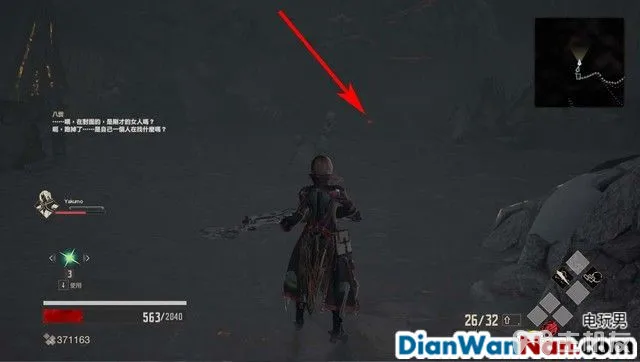 八雲
……喂，在對面的，是剛才的女人嗎？
喂，跑掉了……是自己一個人在找什麼嗎？
Yakumo
3
使用
563/2040
371163
26/32
电玩男
DianWanNan.com